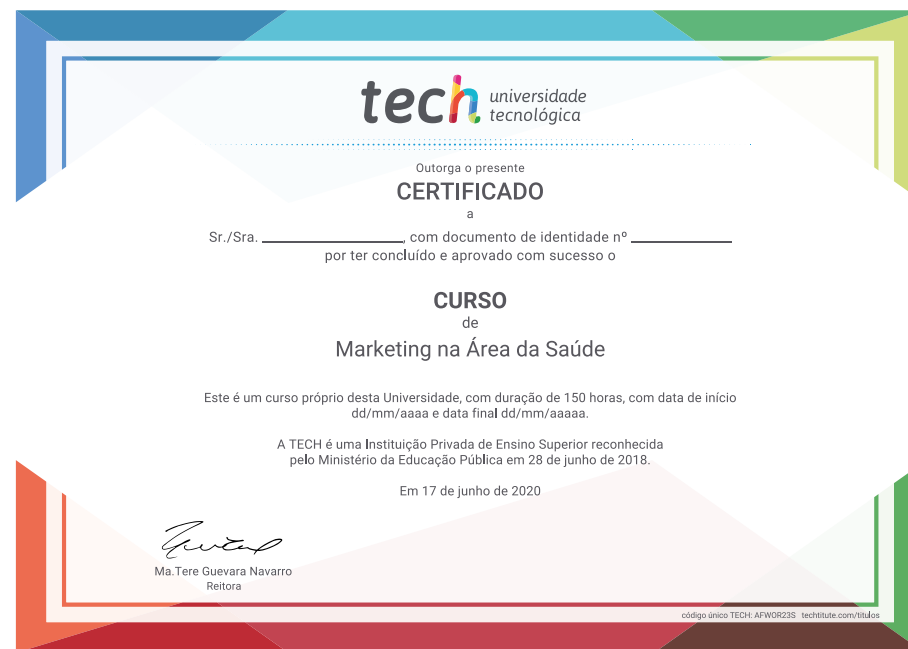 tech universidade
tecnológica
Outorga o presente
CERTIFICADO
a
Sr./Sra. ______________, com documento de identidade nº __________
por ter concluído e aprovado com sucesso o
CURSO
de
Marketing na Área da Saúde
Este é um curso próprio desta Universidade, com duração de 150 horas, com data de início
dd/mm/aaaa e data final dd/mm/aaaaa.
A TECH é uma Instituição Privada de Ensino Superior reconhecida
pelo Ministério da Educação Pública em 28 de junho de 2018.
Em 17 de junho de 2020
Ma.Tere Guevara Navarro
Reitora
código único TECH: AFWOR23S techtitute.com/titulos